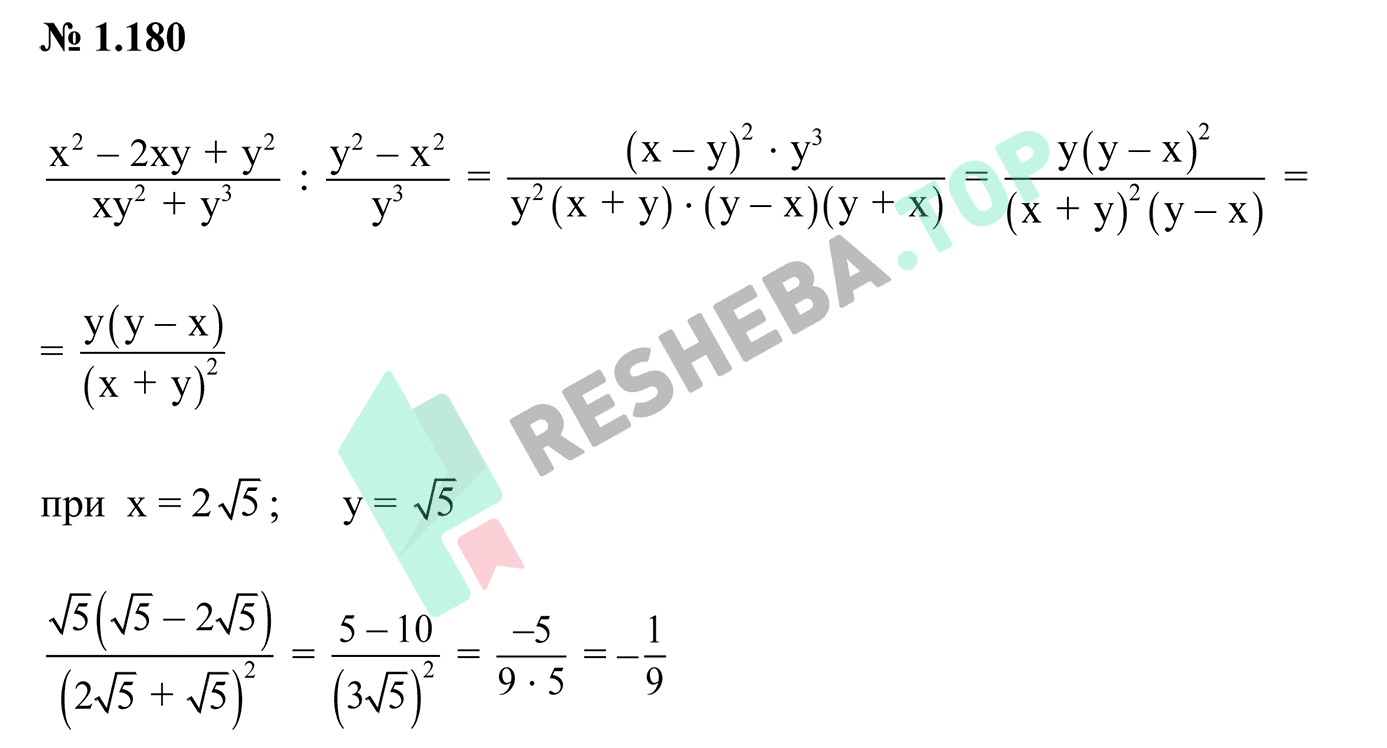 № 1.180
(x² – 2xy + y²)/(xy² + y³) : (y² – x²)/(y³) = ((x – y)² · y³)/(y²(x + y) · (y – x)(y + x)) = (y(y – x)²)/((x + y)²(y – x)) =
= (y(y – x))/((x + y)²)
при x = 2√5; y = √5
(√5(√5 – 2√5))/((2√5 + √5)²) = (5 – 10)/((3√5)²) = (–5)/(9 · 5) = –1/9
RESHEBA.TOP